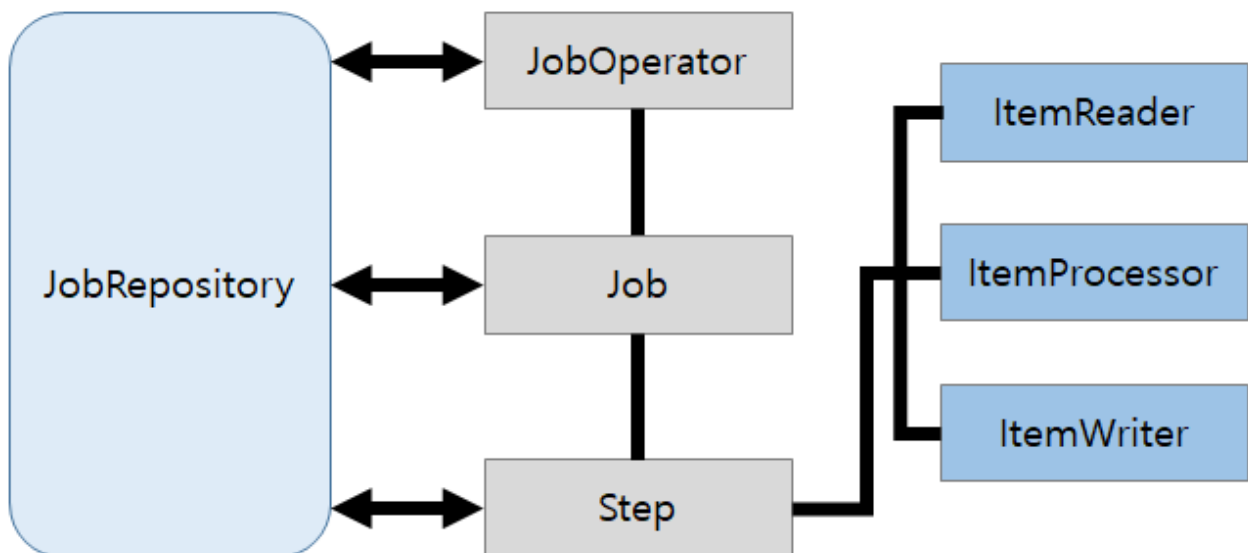 JobRepository
JobOperator
Job
Step
ItemReader
ItemProcessor
ItemWriter